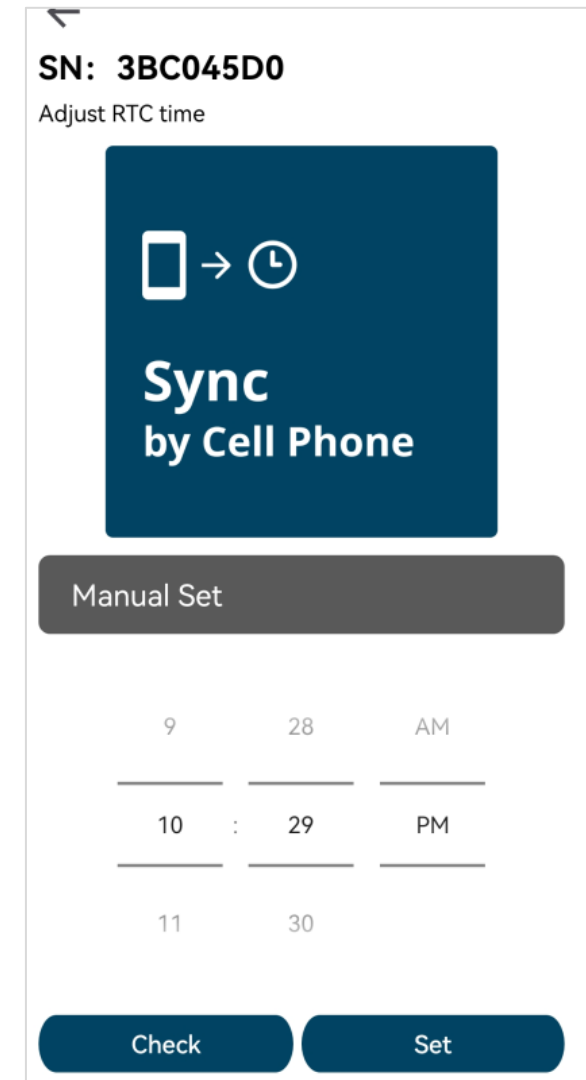 SN: 3BC045D0
Adjust RTC time
Sync
by Cell Phone
Manual Set
9 28 AM
10 : 29 PM
11 30
Check Set